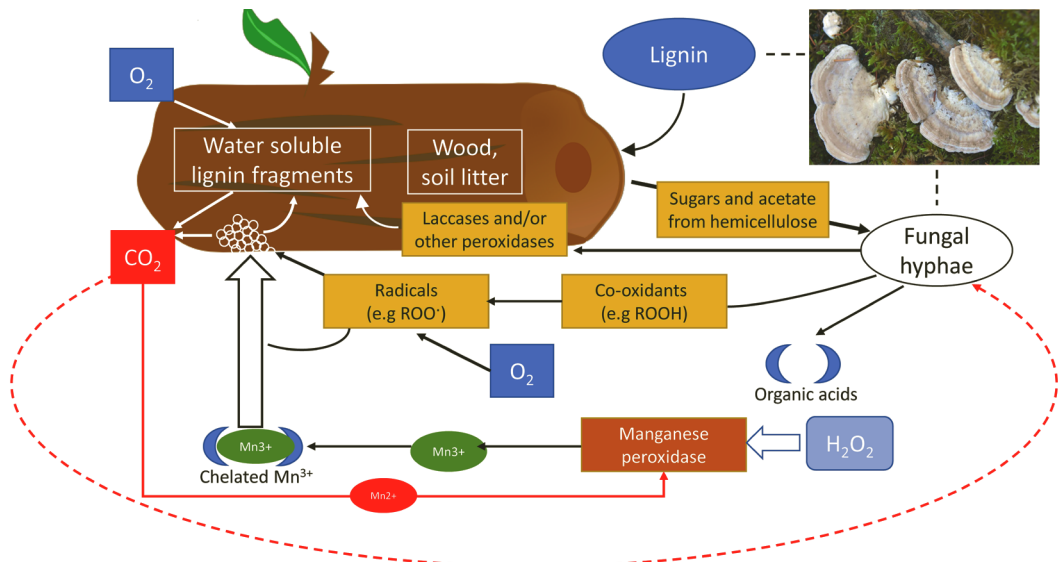 O₂
Lignin
Water soluble
lignin fragments
Wood,
soil litter
Sugars and acetate
from hemicellulose
Laccases and/or
other peroxidases
CO₂
Fungal
hyphae
Radicals
(e.g ROO·)
Co-oxidants
(e.g ROOH)
O₂
Organic acids
Mn3+
Chelated Mn³⁺
Mn3+
Manganese
peroxidase
H₂O₂
Mn2+